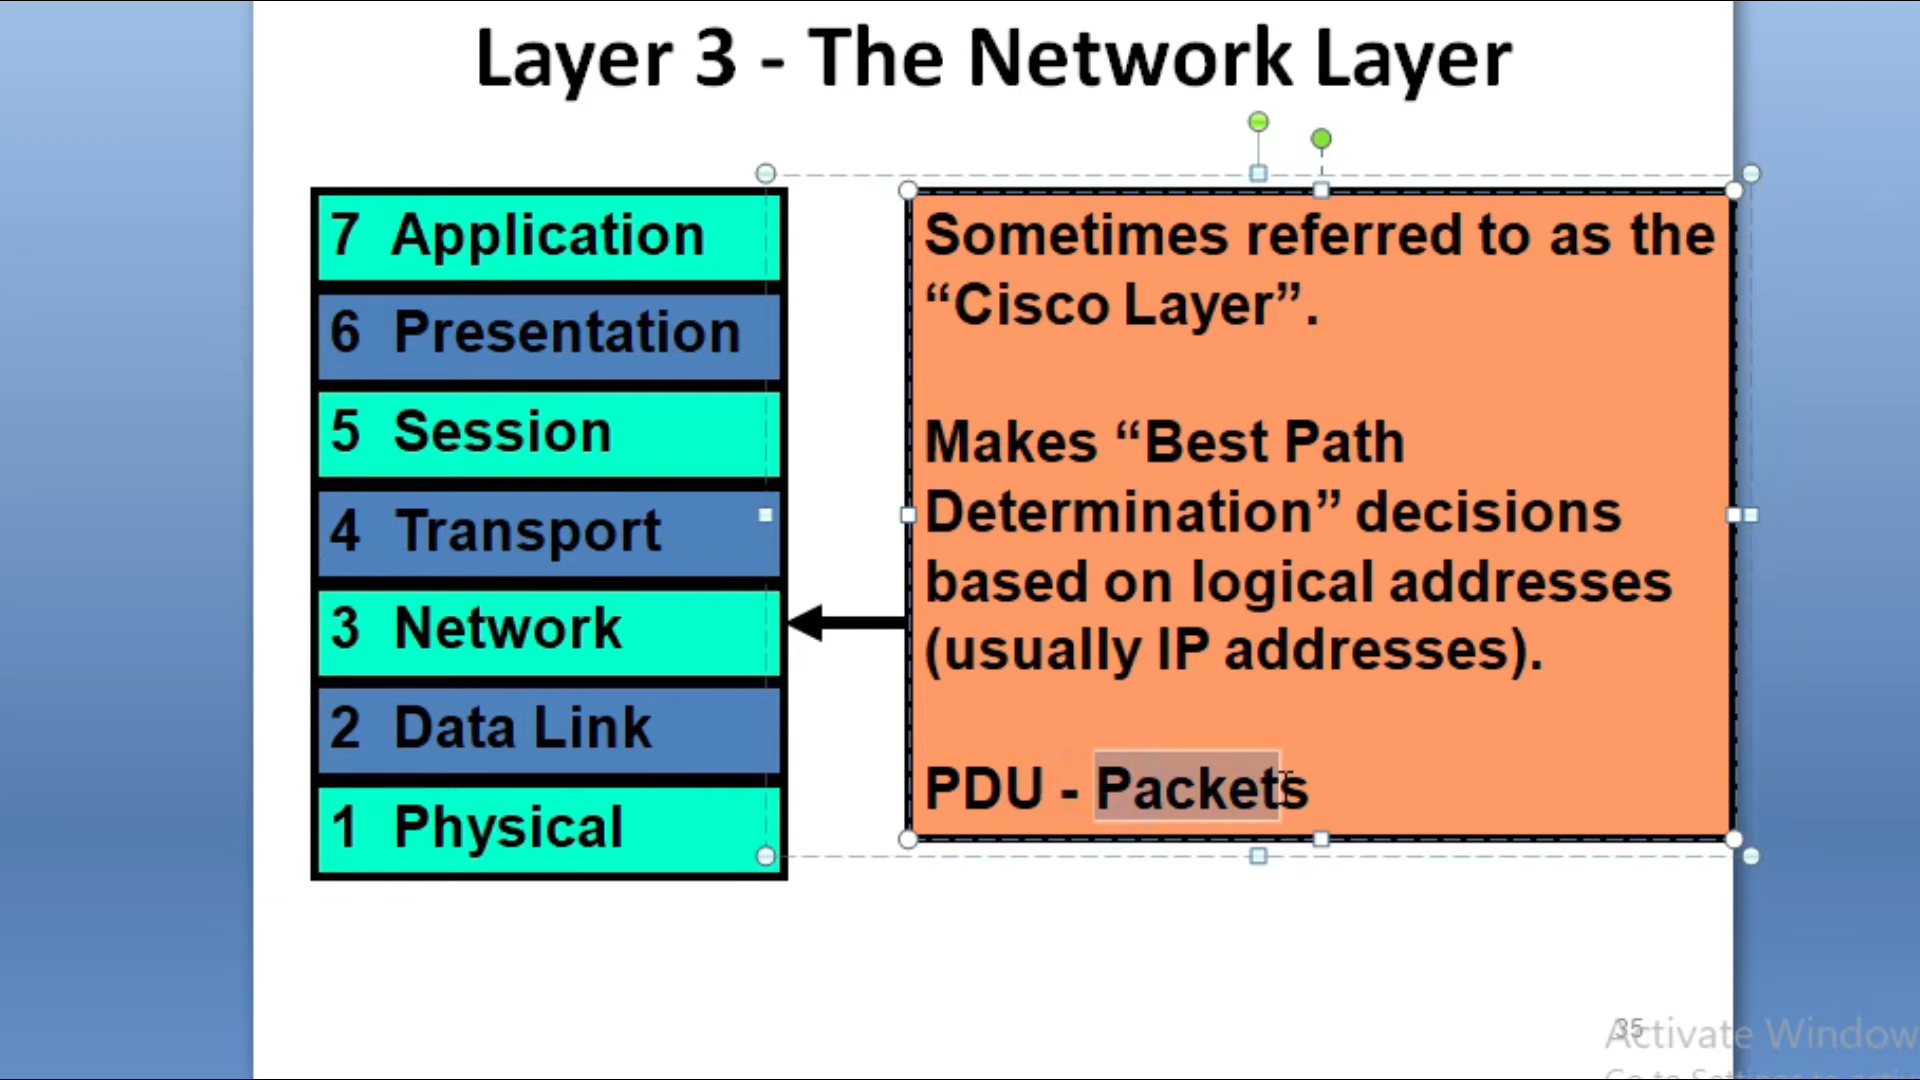 Layer 3 - The Network Layer
7 Application
6 Presentation
5 Session
4 Transport
3 Network
2 Data Link
1 Physical
Sometimes referred to as the
“Cisco Layer”.
Makes “Best Path
Determination” decisions
based on logical addresses
(usually IP addresses).
PDU - Packets
35
Activate Window